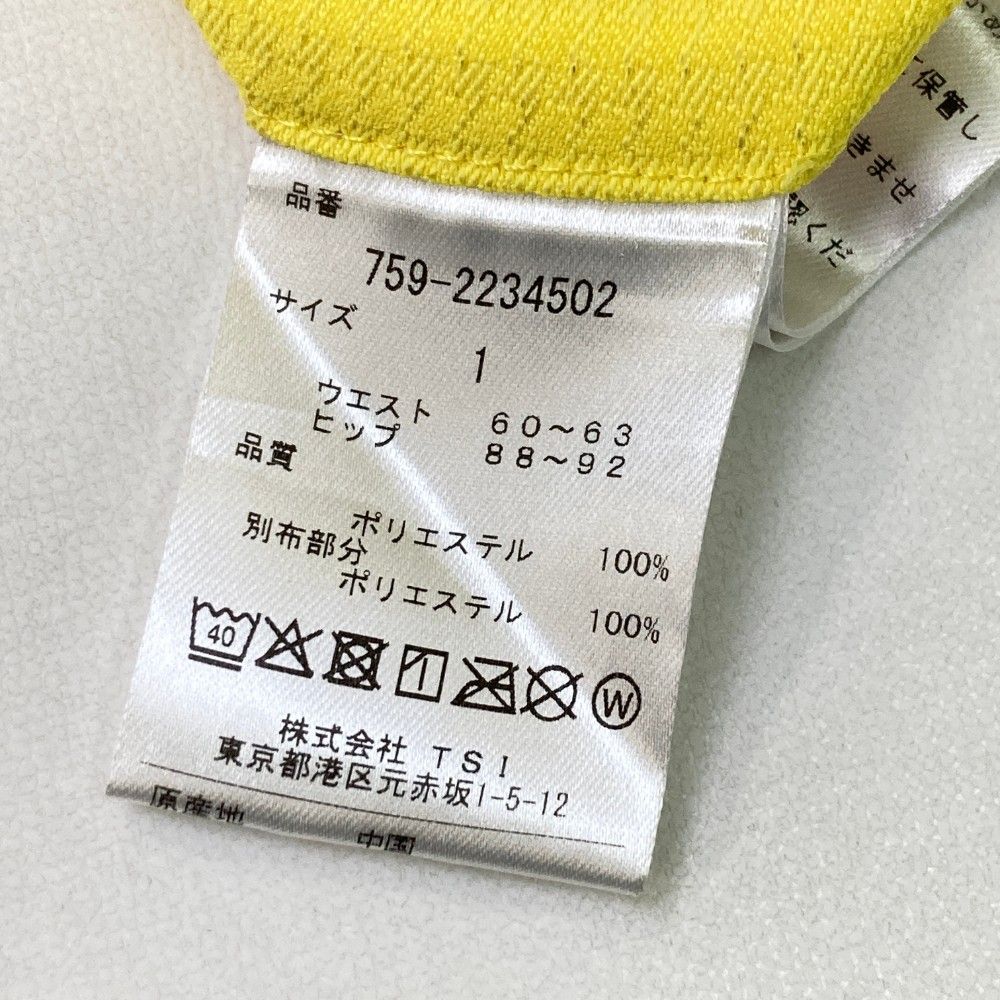 品番
759-2234502
サイズ
1
ウエスト 60～63
ヒップ 88～92
品質
ポリエステル 100%
別布部分
ポリエステル 100%
40
W
株式会社 TSI
東京都港区元赤坂1-5-12
原産地 中国
保管し
きませ
認くだ